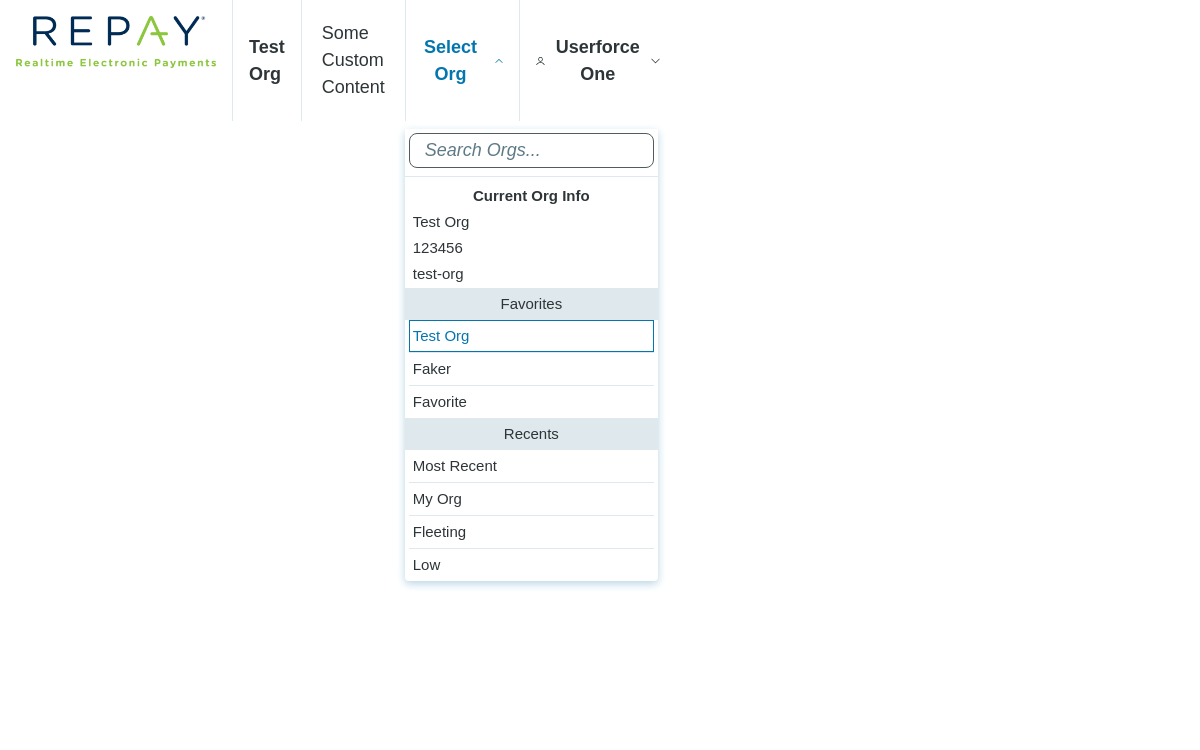 REPAY®
Realtime Electronic Payments
Test
Org
Some
Custom
Content
Select
Org
Userforce
One
Search Orgs...
Current Org Info
Test Org
123456
test-org
Favorites
Test Org
Faker
Favorite
Recents
Most Recent
My Org
Fleeting
Low